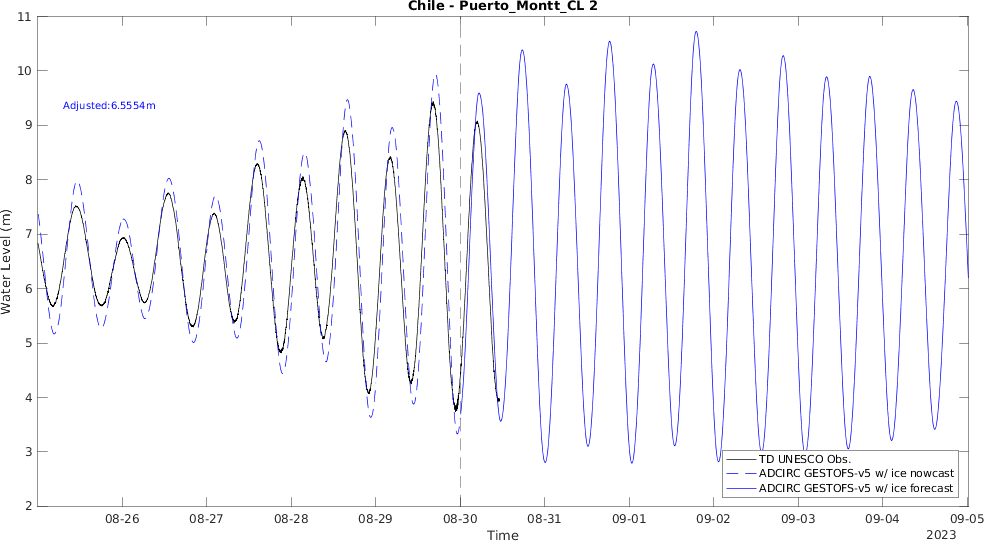 Chile - Puerto_Montt_CL 2
11
10
9
8
7
6
5
4
3
2
Water Level (m)
Adjusted:6.5554m
TD UNESCO Obs.
ADCIRC GESTOFS-v5 w/ ice nowcast
ADCIRC GESTOFS-v5 w/ ice forecast
08-26 08-27 08-28 08-29 08-30 08-31 09-01 09-02 09-03 09-04 09-05
Time
2023